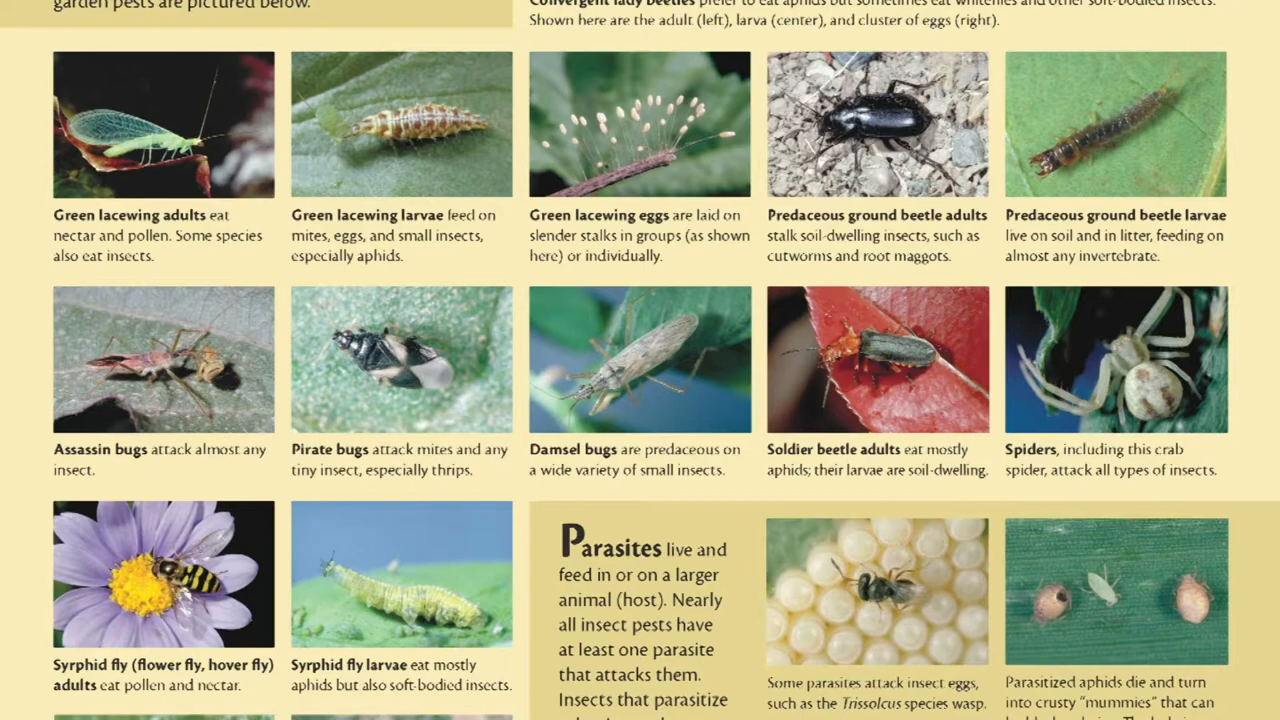 garden pests are pictured below.
Convergent lady beetles prefer to eat aphids but sometimes eat whiteflies and other soft-bodied insects.
Shown here are the adult (left), larva (center), and cluster of eggs (right).
Green lacewing adults eat
nectar and pollen. Some species
also eat insects.
Green lacewing larvae feed on
mites, eggs, and small insects,
especially aphids.
Green lacewing eggs are laid on
slender stalks in groups (as shown
here) or individually.
Predaceous ground beetle adults
stalk soil-dwelling insects, such as
cutworms and root maggots.
Predaceous ground beetle larvae
live on soil and in litter, feeding on
almost any invertebrate.
Assassin bugs attack almost any
insect.
Pirate bugs attack mites and any
tiny insect, especially thrips.
Damsel bugs are predaceous on
a wide variety of small insects.
Soldier beetle adults eat mostly
aphids; their larvae are soil-dwelling.
Spiders, including this crab
spider, attack all types of insects.
Syrphid fly (flower fly, hover fly)
adults eat pollen and nectar.
Syrphid fly larvae eat mostly
aphids but also soft-bodied insects.
Parasites live and
feed in or on a larger
animal (host). Nearly
all insect pests have
at least one parasite
that attacks them.
Insects that parasitize
Some parasites attack insect eggs,
such as the Trissolcus species wasp.
Parasitized aphids die and turn
into crusty "mummies" that can